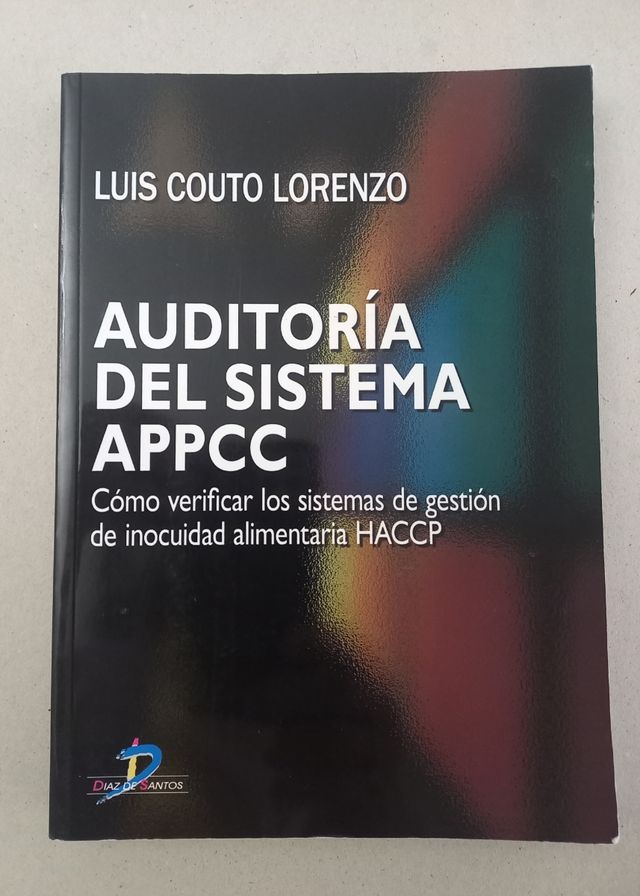 LUIS COUTO LORENZO
AUDITORÍA
DEL SISTEMA
APPCC
Cómo verificar los sistemas de gestión
de inocuidad alimentaria HACCP
DIAZ DE SANTOS